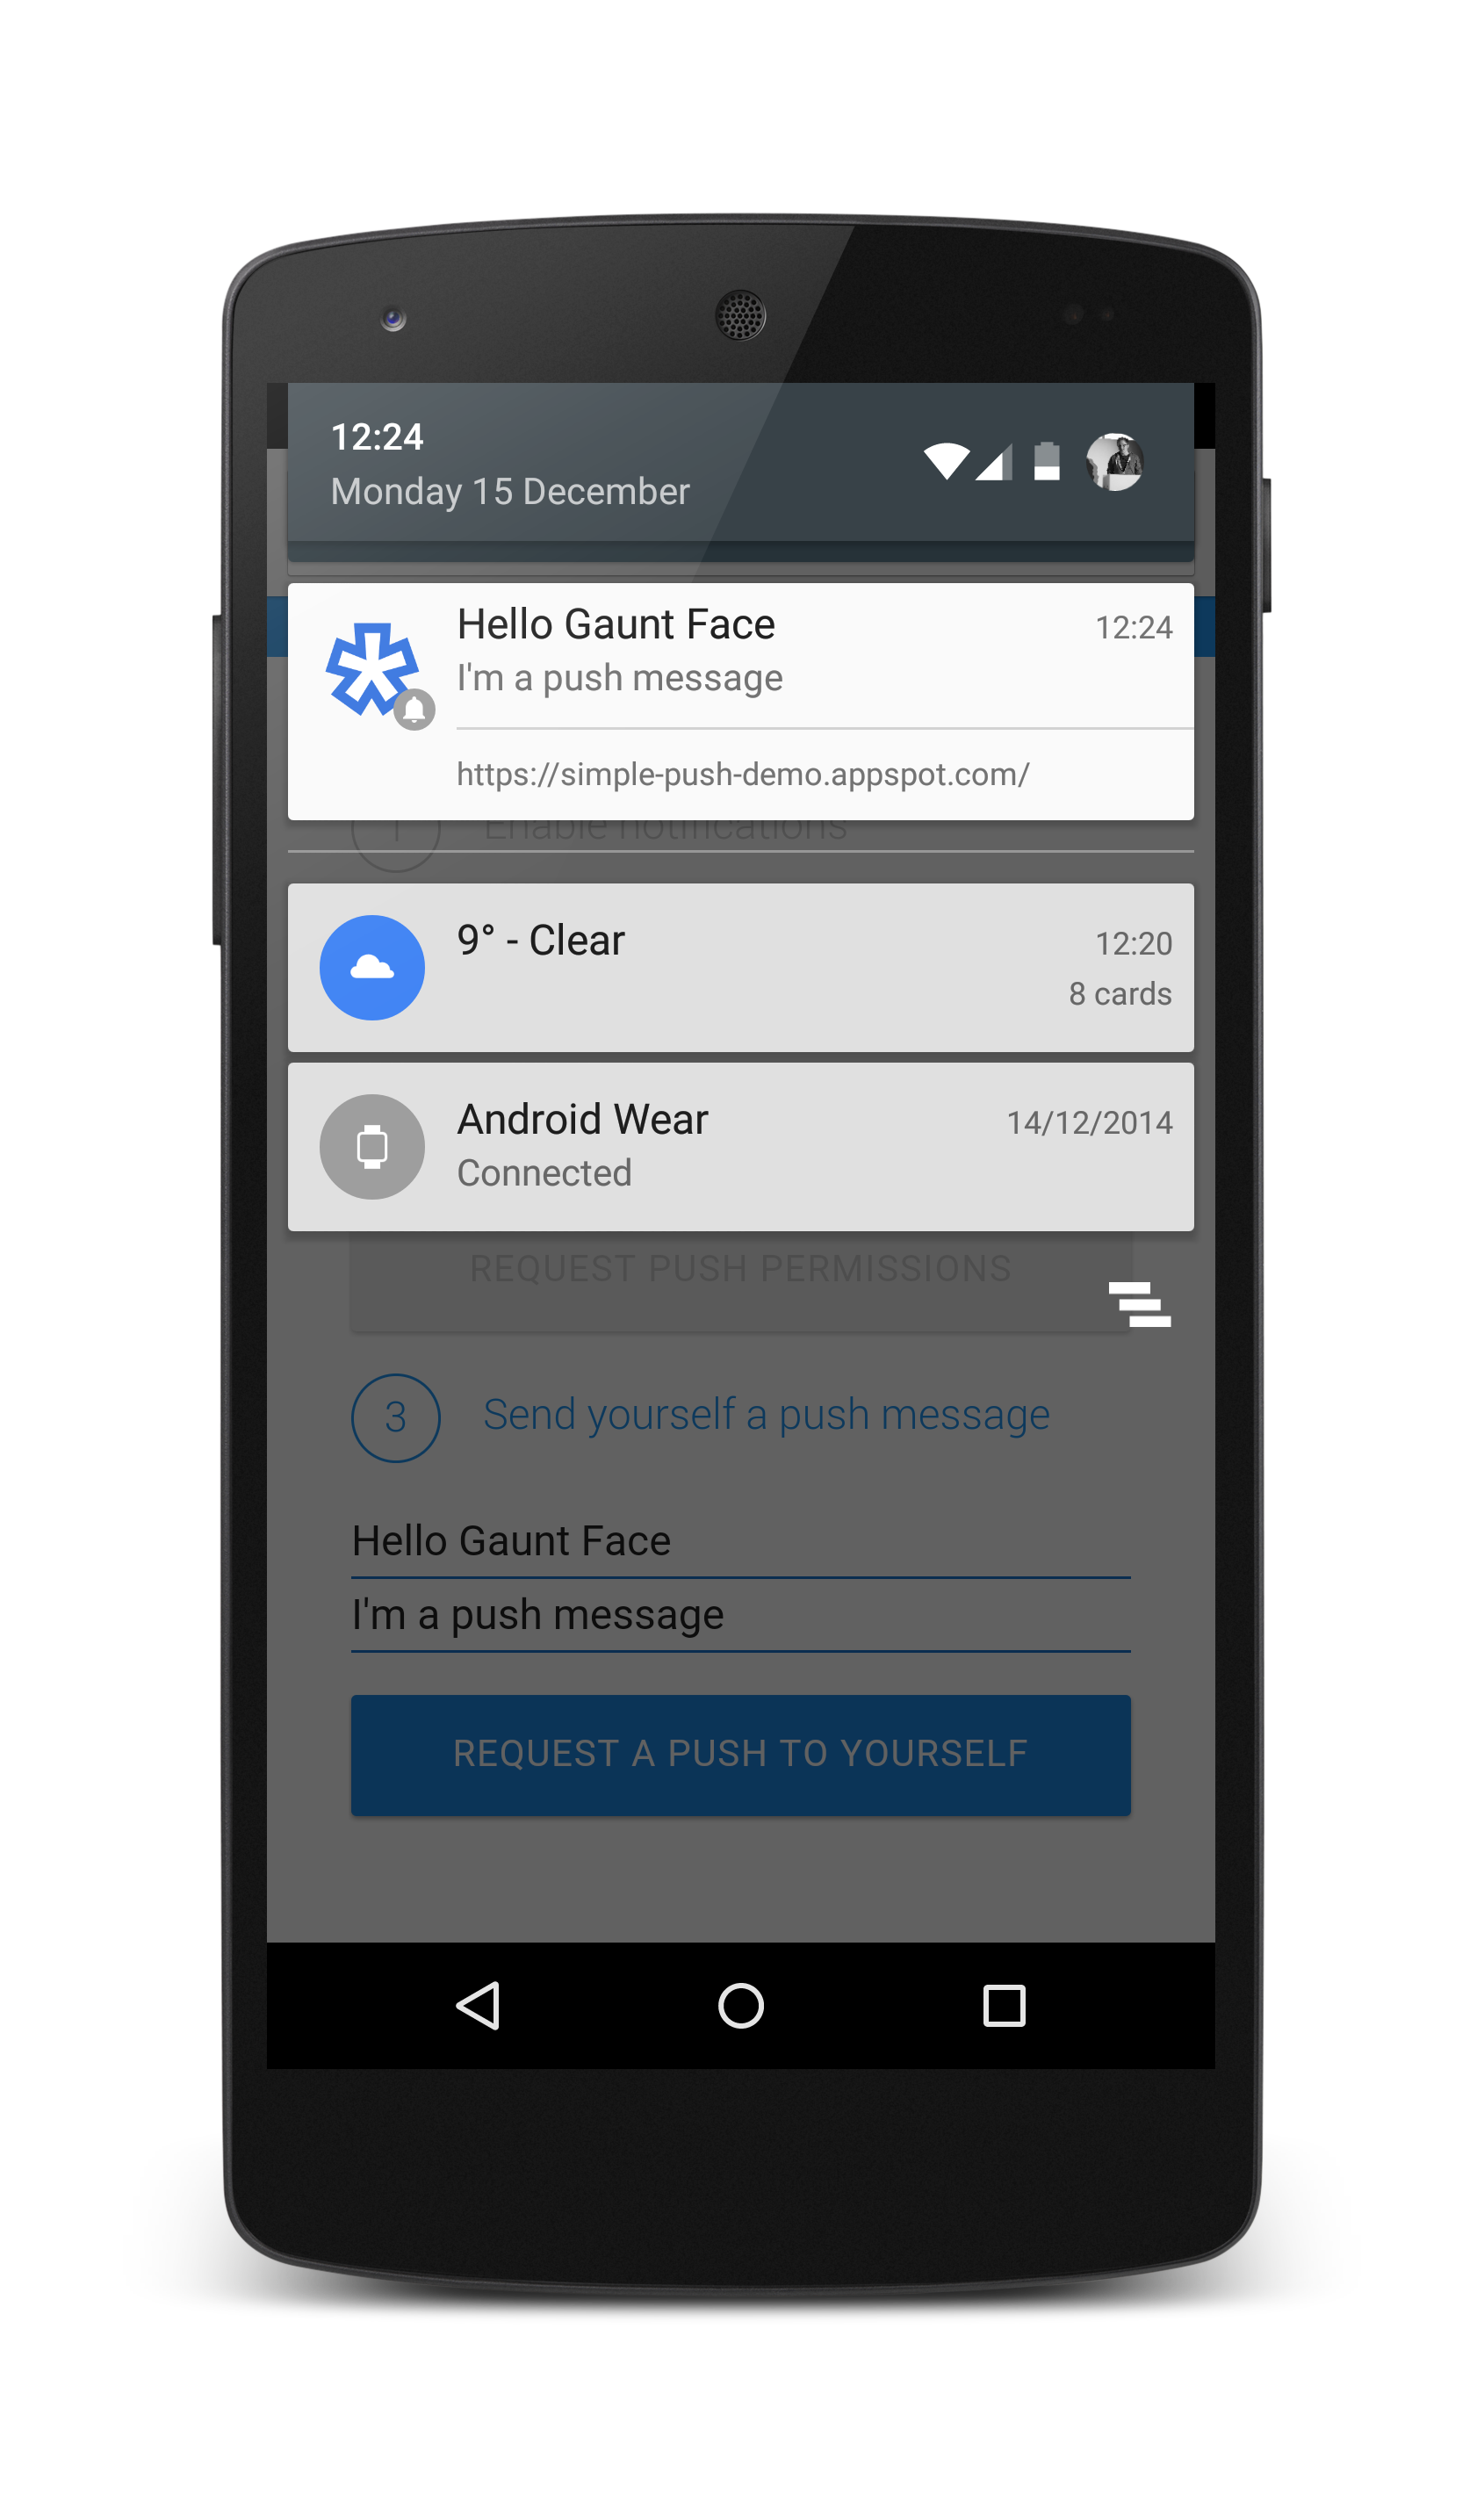 12:24
Monday 15 December
Hello Gaunt Face
12:24
I'm a push message
https://simple-push-demo.appspot.com/
1
Enable notifications
9° - Clear
12:20
8 cards
Android Wear
14/12/2014
Connected
REQUEST PUSH PERMISSIONS
3
Send yourself a push message
Hello Gaunt Face
I'm a push message
REQUEST A PUSH TO YOURSELF